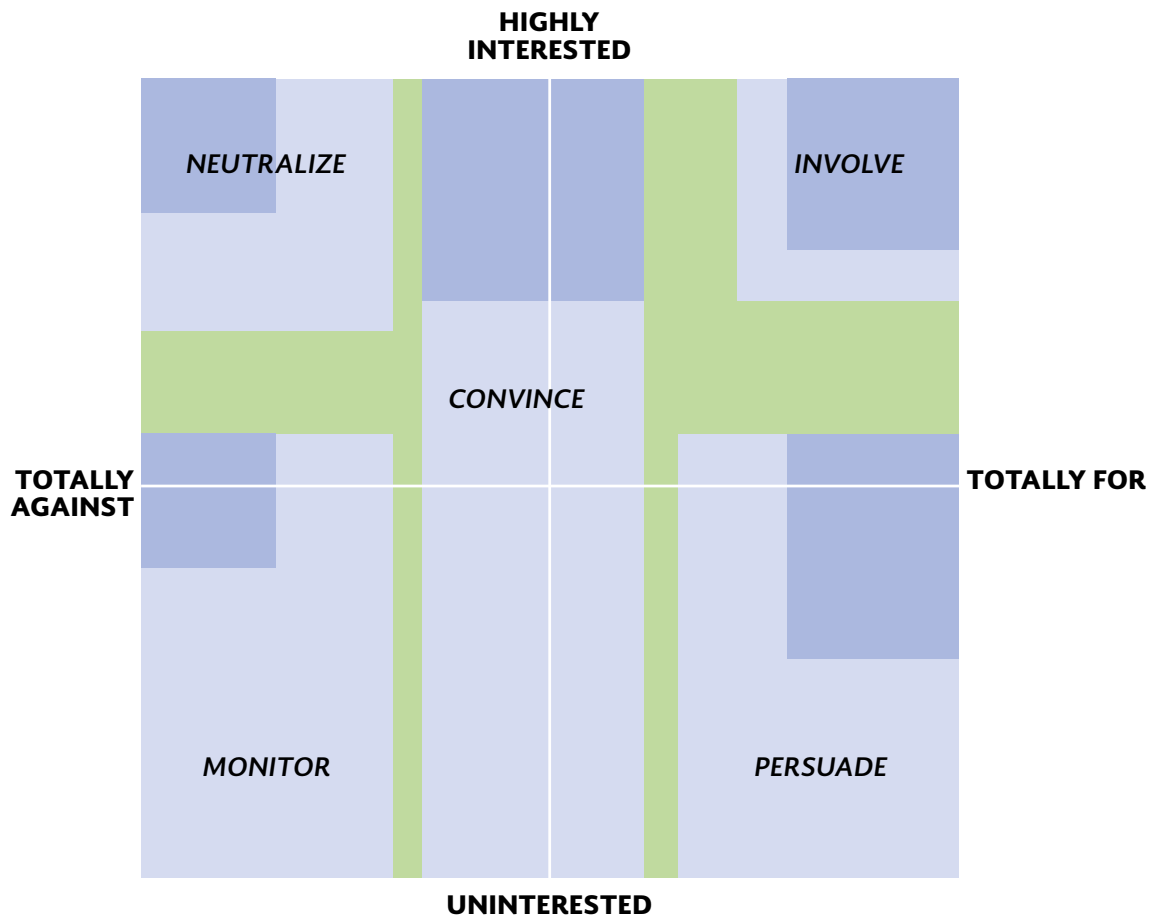 HIGHLY
INTERESTED
NEUTRALIZE
INVOLVE
CONVINCE
TOTALLY
AGAINST
TOTALLY FOR
MONITOR
PERSUADE
UNINTERESTED